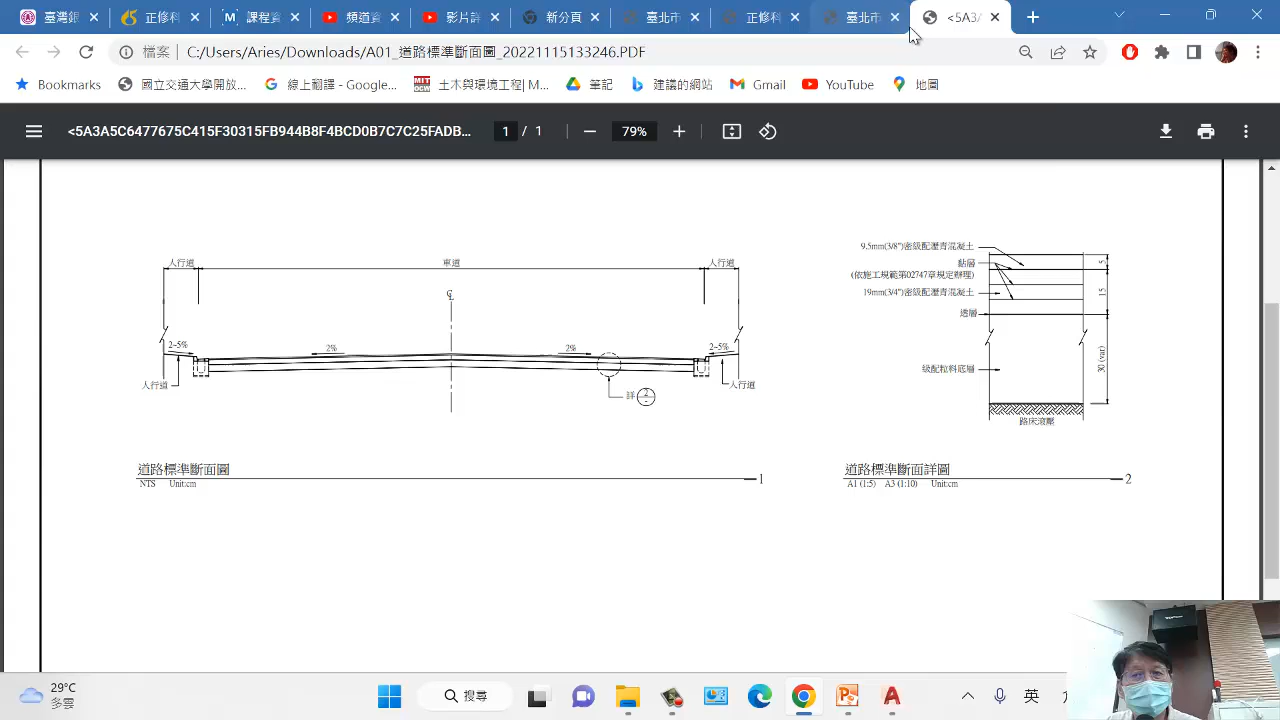 臺灣銀
正修科
課程資
頻道資
影片詳
新分頁
臺北市
正修科
臺北市
<5A3/
檔案 C:/Users/Aries/Downloads/A01_道路標準斷面圖_20221115133246.PDF
Bookmarks 國立交通大學開放... 線上翻譯 - Google... 土木與環境工程| M... 筆記 建議的網站 Gmail YouTube 地圖
<5A3A5C6477675C415F30315FB944B8F4BCD0B7C7C25FADB... 1 / 1 79%
人行道 車道 人行道
2~5% 2% 2% 2~5%
人行道 人行道
詳 2
道路標準斷面圖 1
NTS Unit:cm
9.5mm(3/8")密級配瀝青混凝土 5
黏層
(依施工規範第02747章規定辦理)
19mm(3/4")密級配瀝青混凝土 15
透層
級配粒料底層 30 (var)
路床滾壓
道路標準斷面詳圖 2
A1 (1:5) A3 (1:10) Unit:cm
29°C
多雲
搜尋
英